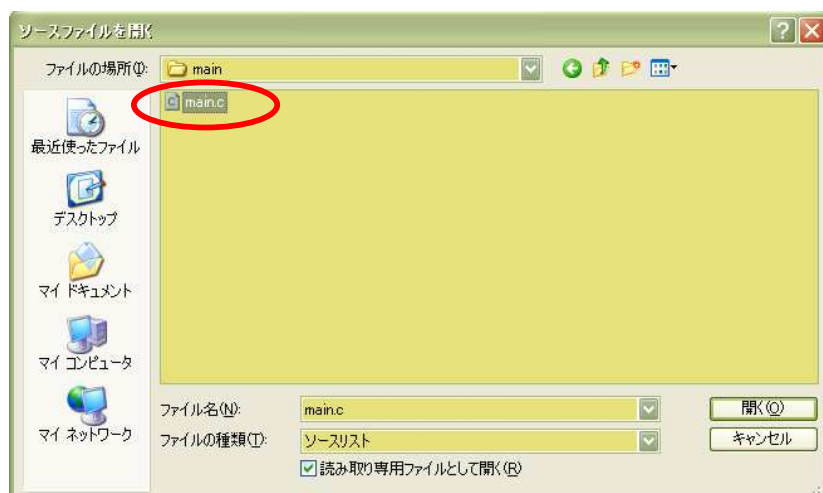 ソースファイルを開く
ファイルの場所(I):
main
main.c
最近使ったファイル
デスクトップ
マイ ドキュメント
マイ コンピュータ
マイ ネットワーク
ファイル名(N):
main.c
開く(O)
ファイルの種類(T):
ソースリスト
キャンセル
読み取り専用ファイルとして開く(R)